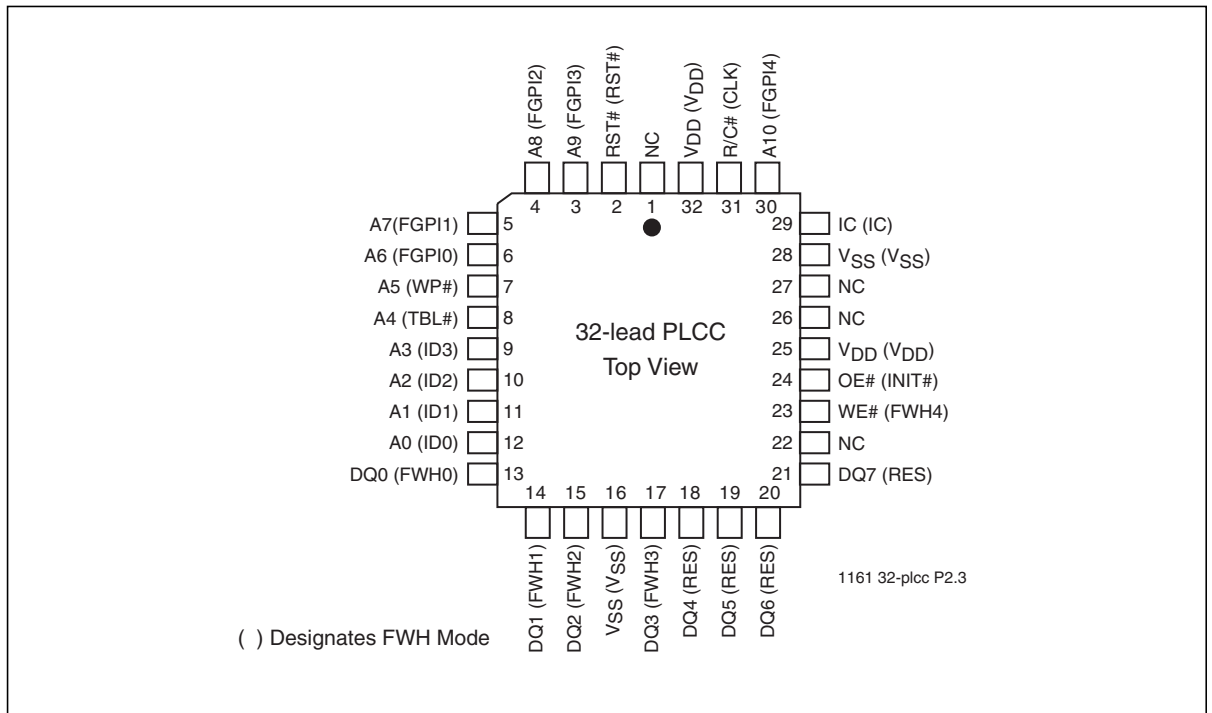 A8 (FGPI2)
A9 (FGPI3)
RST# (RST#)
NC
VDD (VDD)
R/C# (CLK)
A10 (FGPI4)
4
3
2
1
32
31
30
A7(FGPI1)
5
A6 (FGPI0)
6
A5 (WP#)
7
A4 (TBL#)
8
A3 (ID3)
9
A2 (ID2)
10
A1 (ID1)
11
A0 (ID0)
12
DQ0 (FWH0)
13
32-lead PLCC
Top View
29
IC (IC)
28
VSS (VSS)
27
NC
26
NC
25
VDD (VDD)
24
OE# (INIT#)
23
WE# (FWH4)
22
NC
21
DQ7 (RES)
14
15
16
17
18
19
20
DQ1 (FWH1)
DQ2 (FWH2)
VSS (VSS)
DQ3 (FWH3)
DQ4 (RES)
DQ5 (RES)
DQ6 (RES)
1161 32-plcc P2.3
( ) Designates FWH Mode